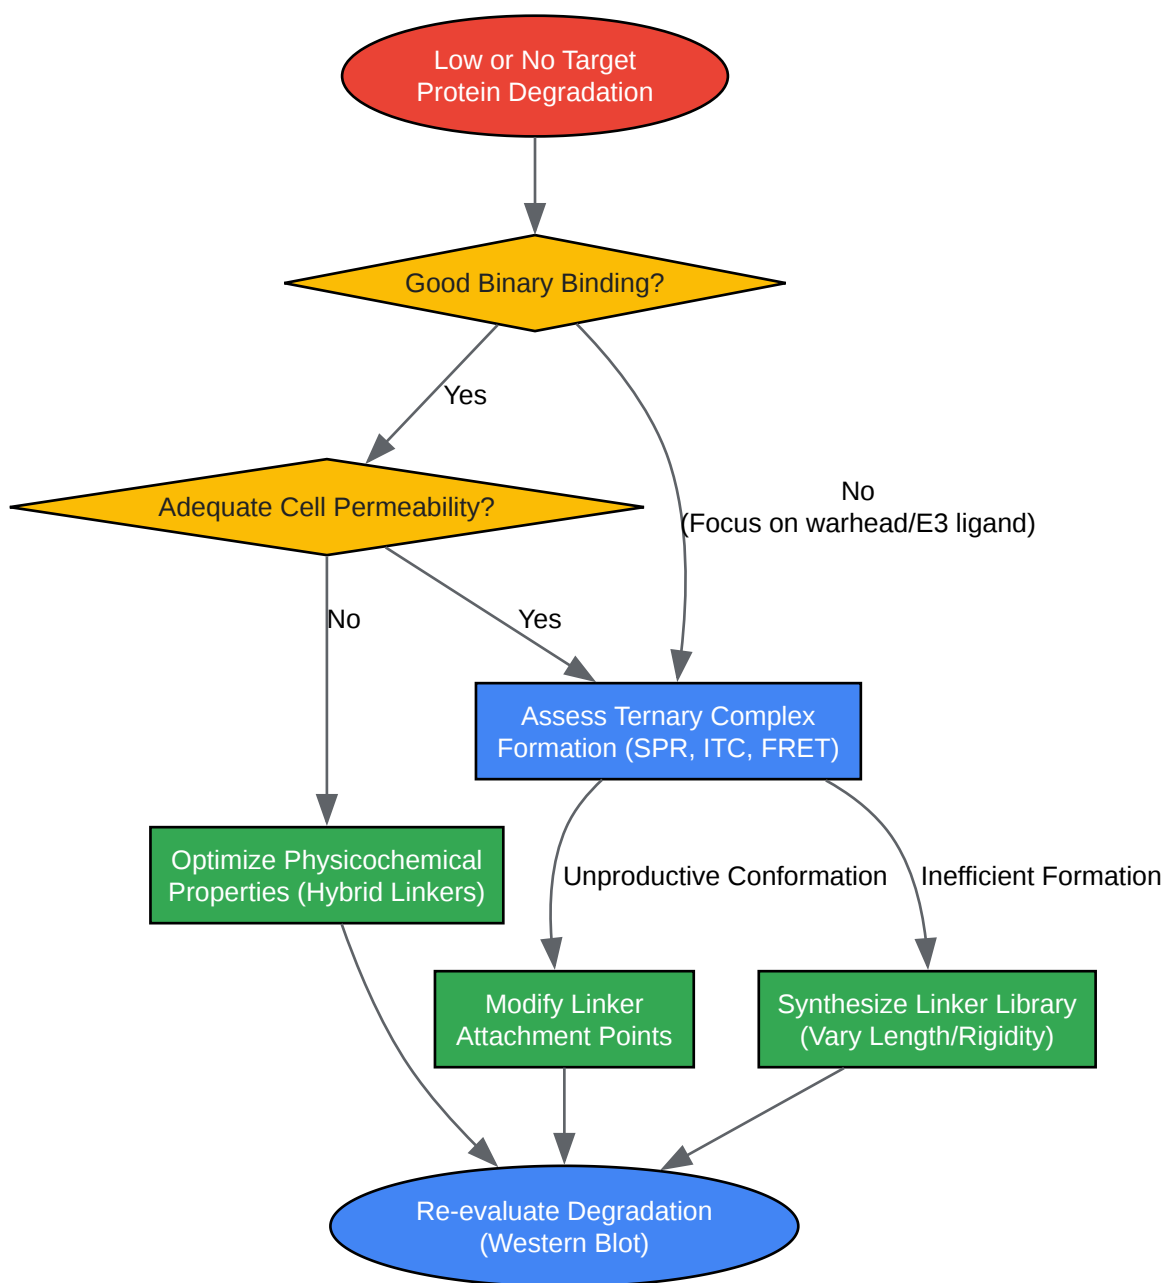 Low or No Target
Protein Degradation
Good Binary Binding?
Yes
Adequate Cell Permeability?
No
(Focus on warhead/E3 ligand)
No
Yes
Assess Ternary Complex
Formation (SPR, ITC, FRET)
Optimize Physicochemical
Properties (Hybrid Linkers)
Unproductive Conformation
Inefficient Formation
Modify Linker
Attachment Points
Synthesize Linker Library
(Vary Length/Rigidity)
Re-evaluate Degradation
(Western Blot)